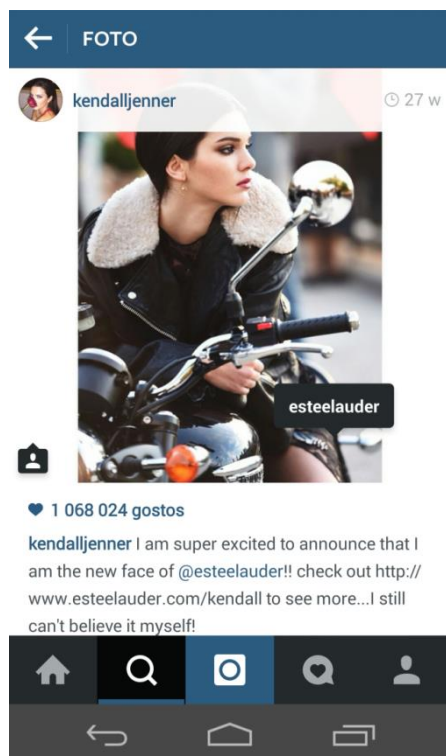 FOTO
kendalljenner
27 w
esteelauder
1 068 024 gostos
kendalljenner I am super excited to announce that I
am the new face of @esteelauder!! check out http://
www.esteelauder.com/kendall to see more...I still
can't believe it myself!